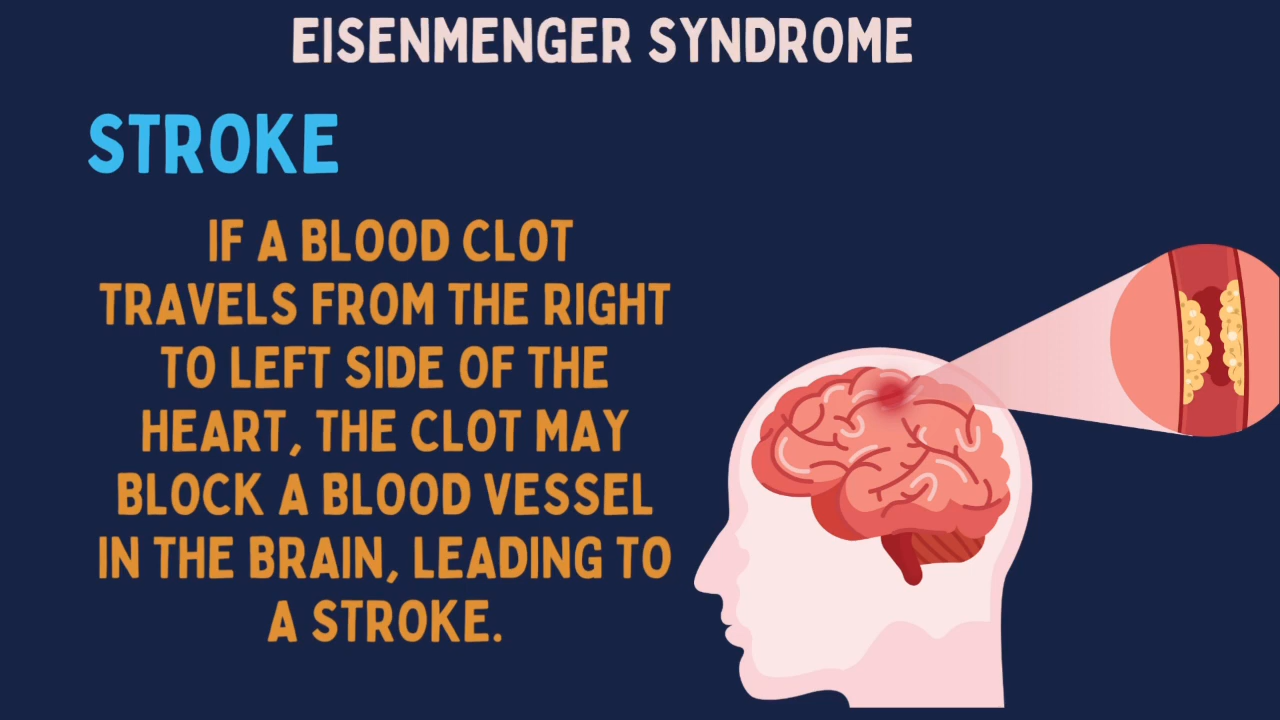 EISENMENGER SYNDROME
STROKE
IF A BLOOD CLOT
TRAVELS FROM THE RIGHT
TO LEFT SIDE OF THE
HEART, THE CLOT MAY
BLOCK A BLOOD VESSEL
IN THE BRAIN, LEADING TO
A STROKE.